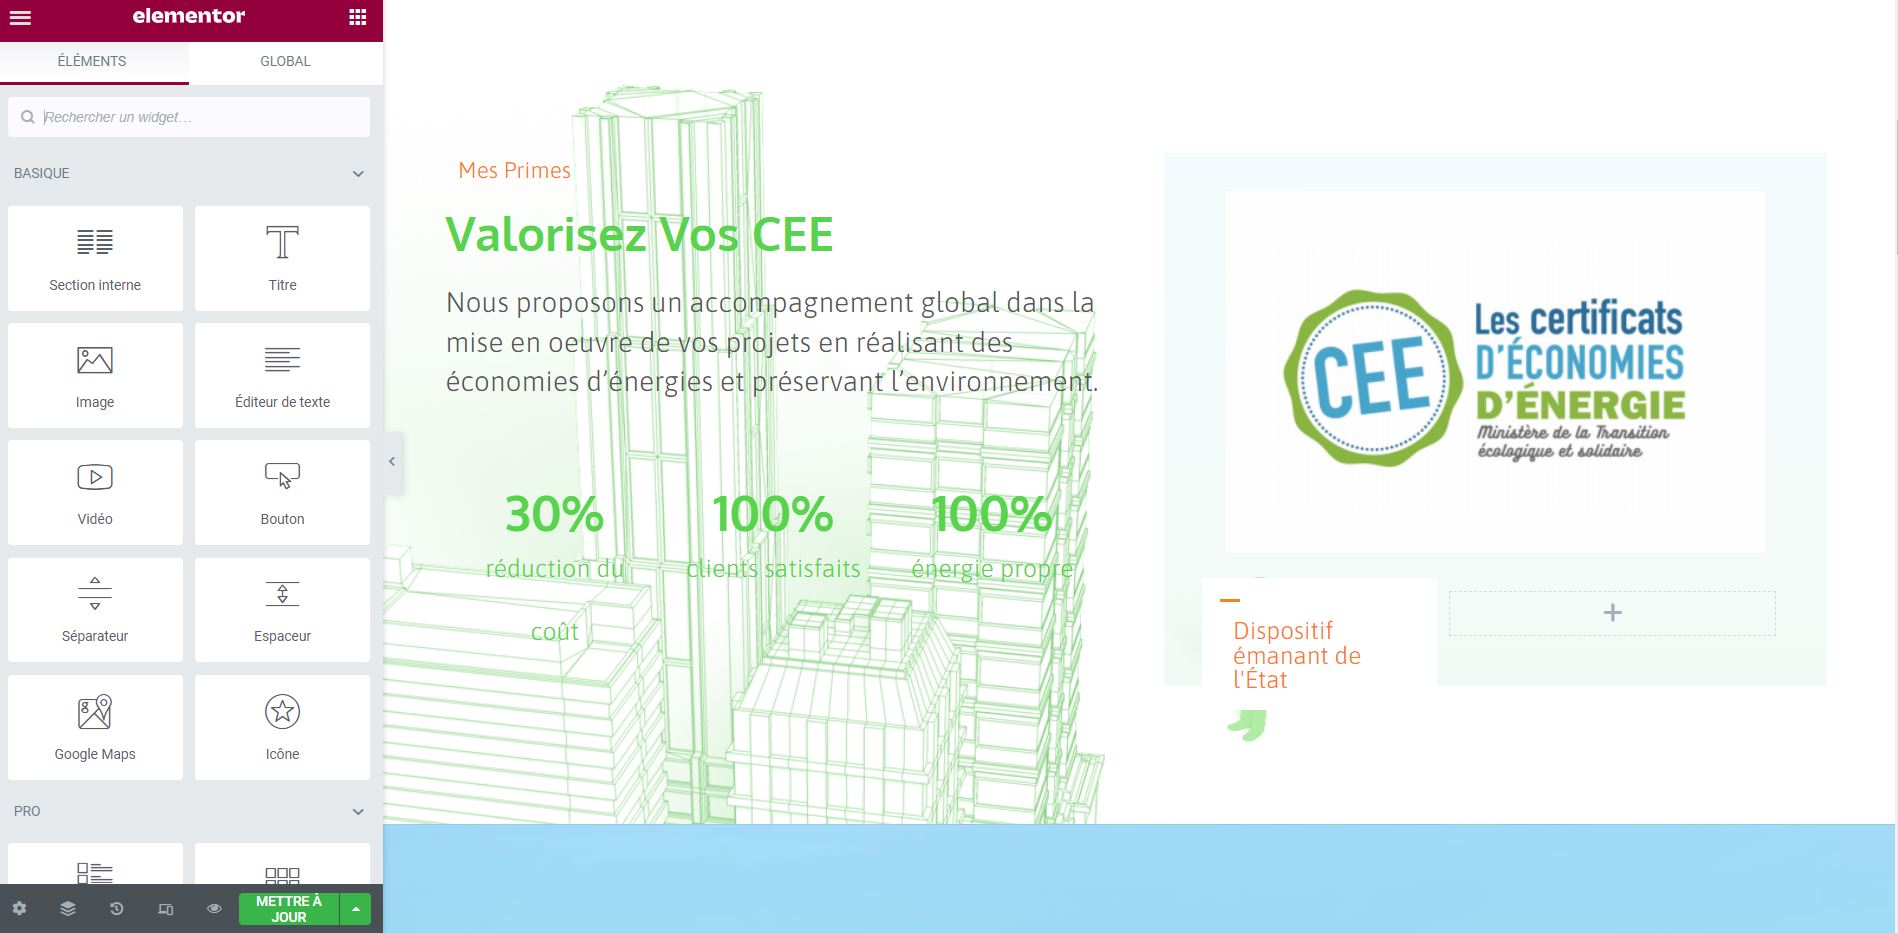 elementor
ÉLÉMENTS
GLOBAL
Rechercher un widget...
BASIQUE
Section interne
Titre
Image
Éditeur de texte
Vidéo
Bouton
Séparateur
Espaceur
Google Maps
Icône
PRO
METTRE À
JOUR
Mes Primes
Valorisez Vos CEE
Nous proposons un accompagnement global dans la
mise en oeuvre de vos projets en réalisant des
économies d’énergies et préservant l’environnement.
30%
100%
100%
réduction du
coût
clients satisfaits
énergie propre
CEE
Les certificats
D'ÉCONOMIES
D'ÉNERGIE
Ministère de la Transition
écologique et solidaire
Dispositif
émanant de
l'État